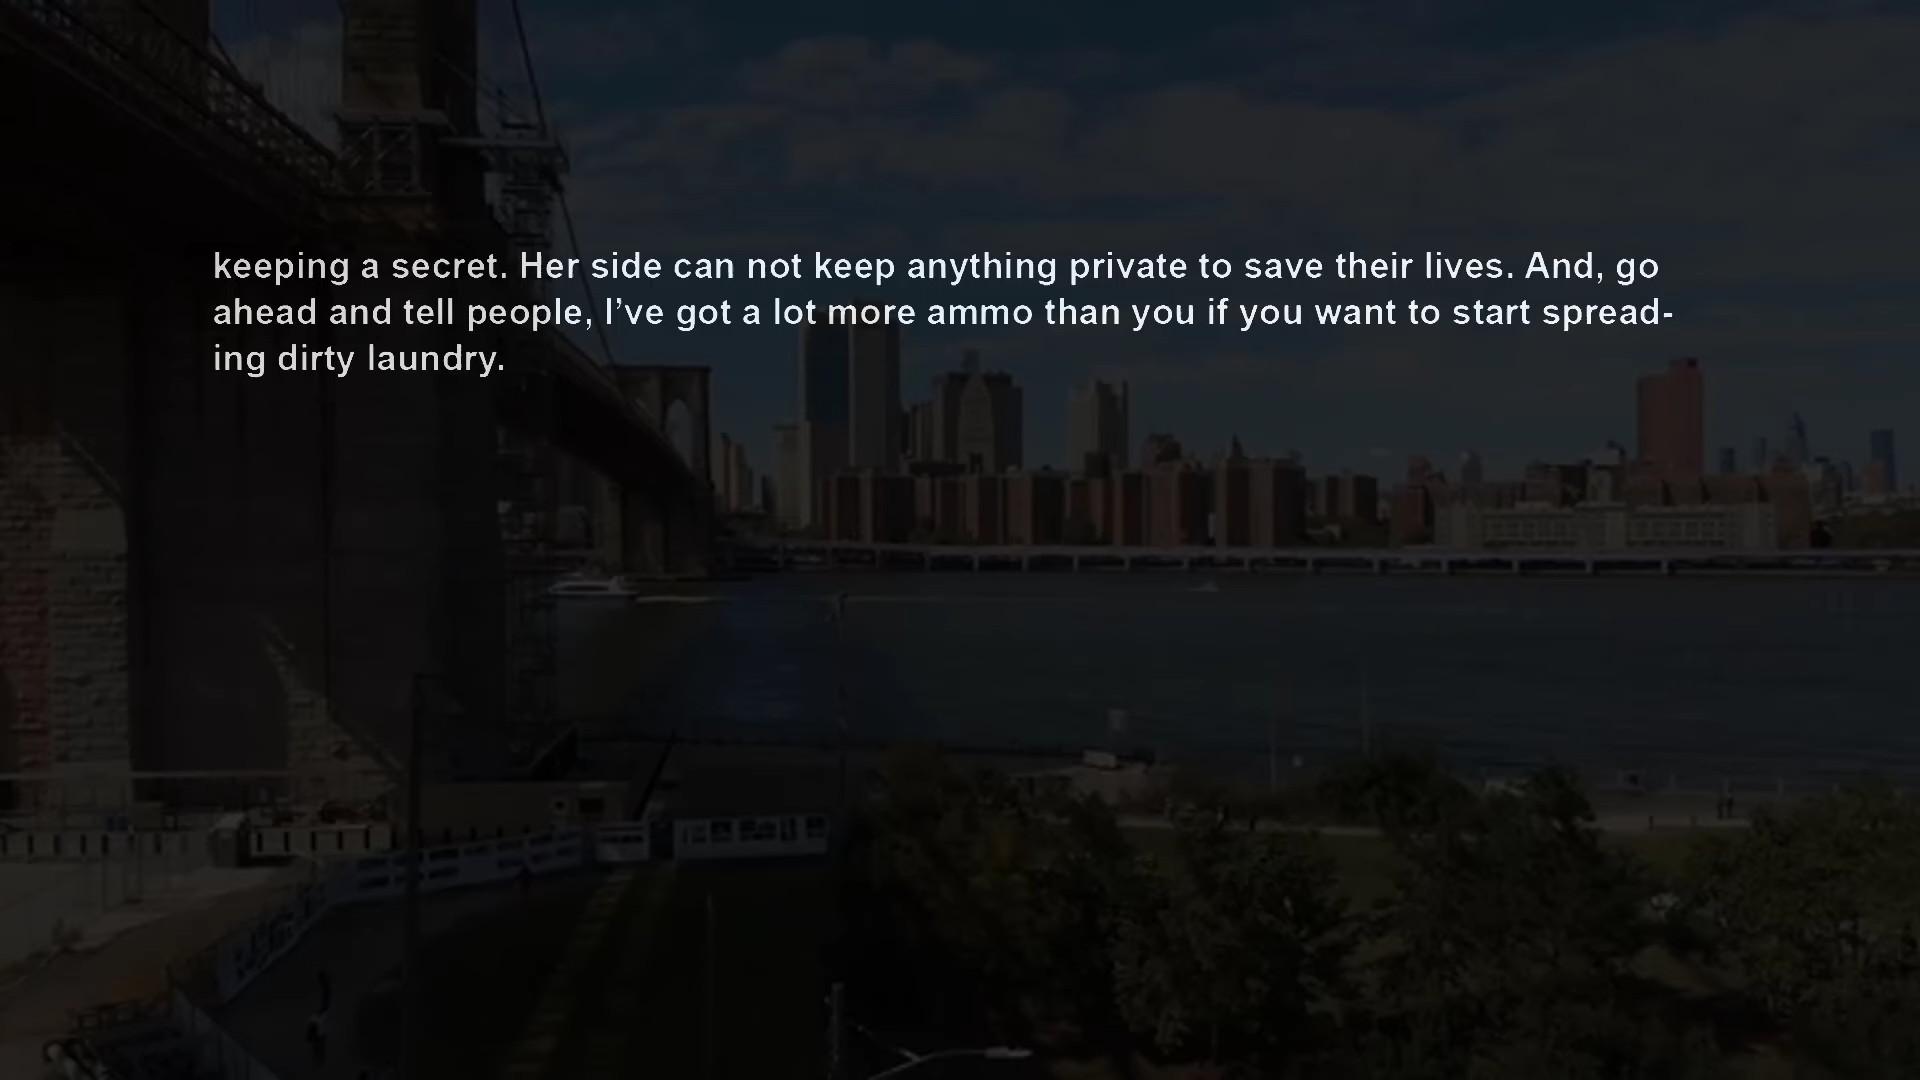 keeping a secret. Her side can not keep anything private to save their lives. And, go
ahead and tell people, I’ve got a lot more ammo than you if you want to start spread-
ing dirty laundry.